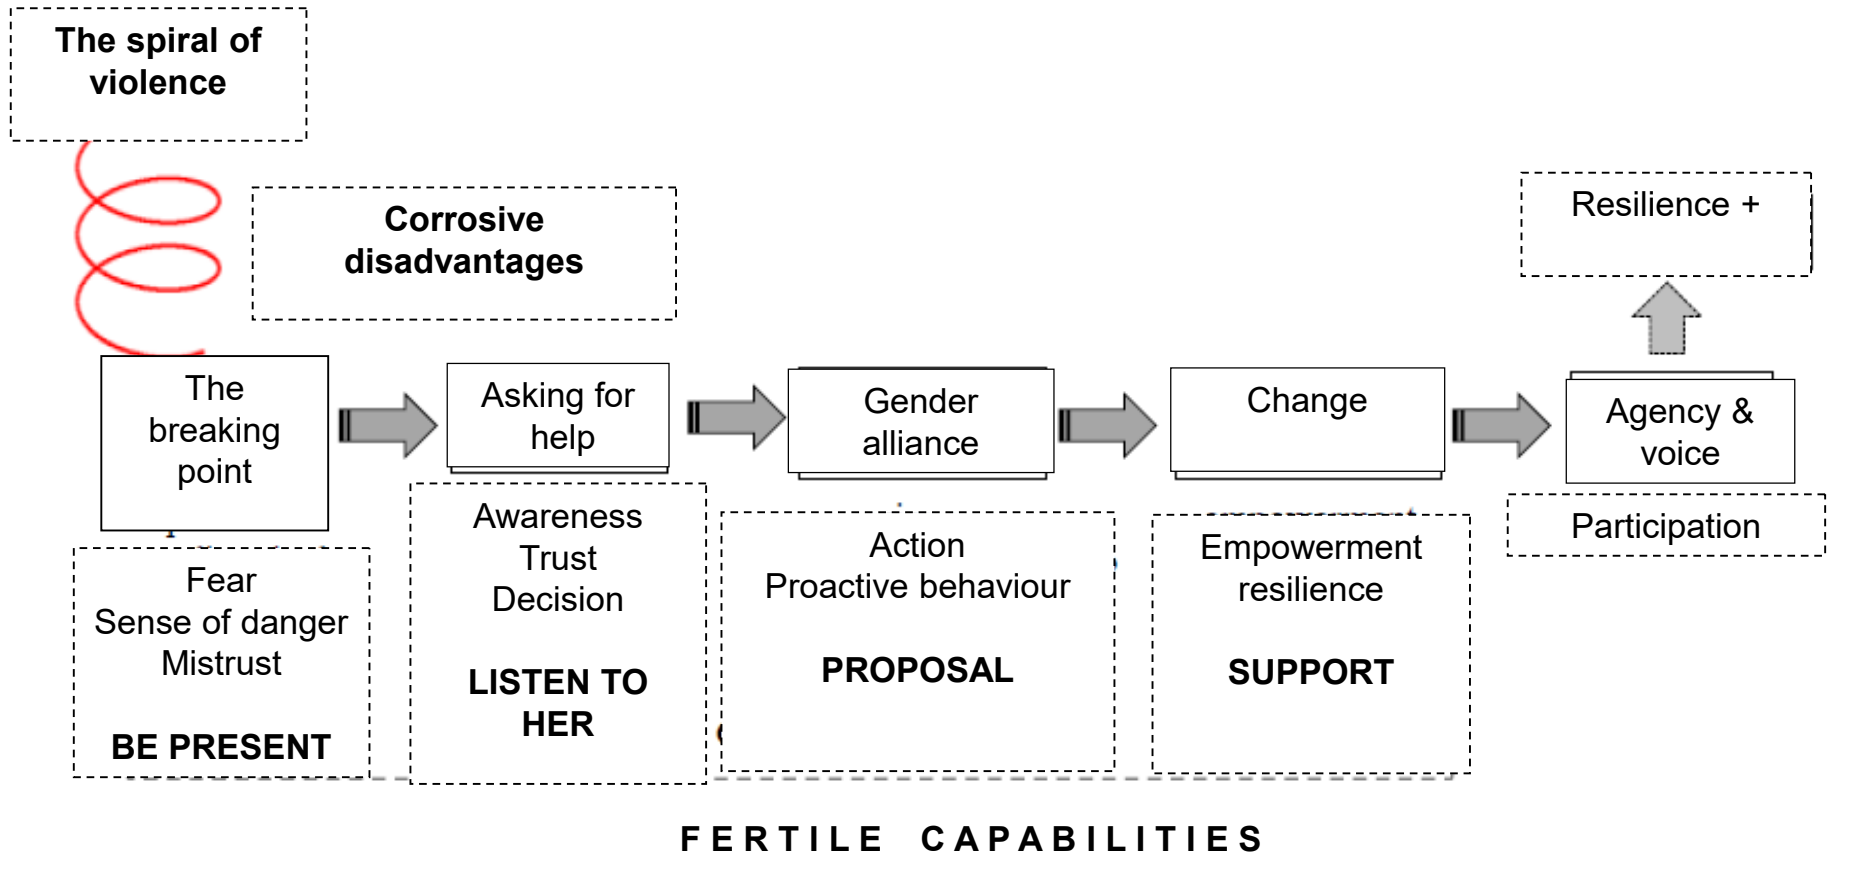 The spiral of
violence
Corrosive
disadvantages
Resilience +
The
breaking
point
Asking for
help
Gender
alliance
Change
Agency &
voice
Fear
Sense of danger
Mistrust
BE PRESENT
Awareness
Trust
Decision
LISTEN TO
HER
Action
Proactive behaviour
PROPOSAL
Empowerment
resilience
SUPPORT
Participation
FERTILE CAPABILITIES